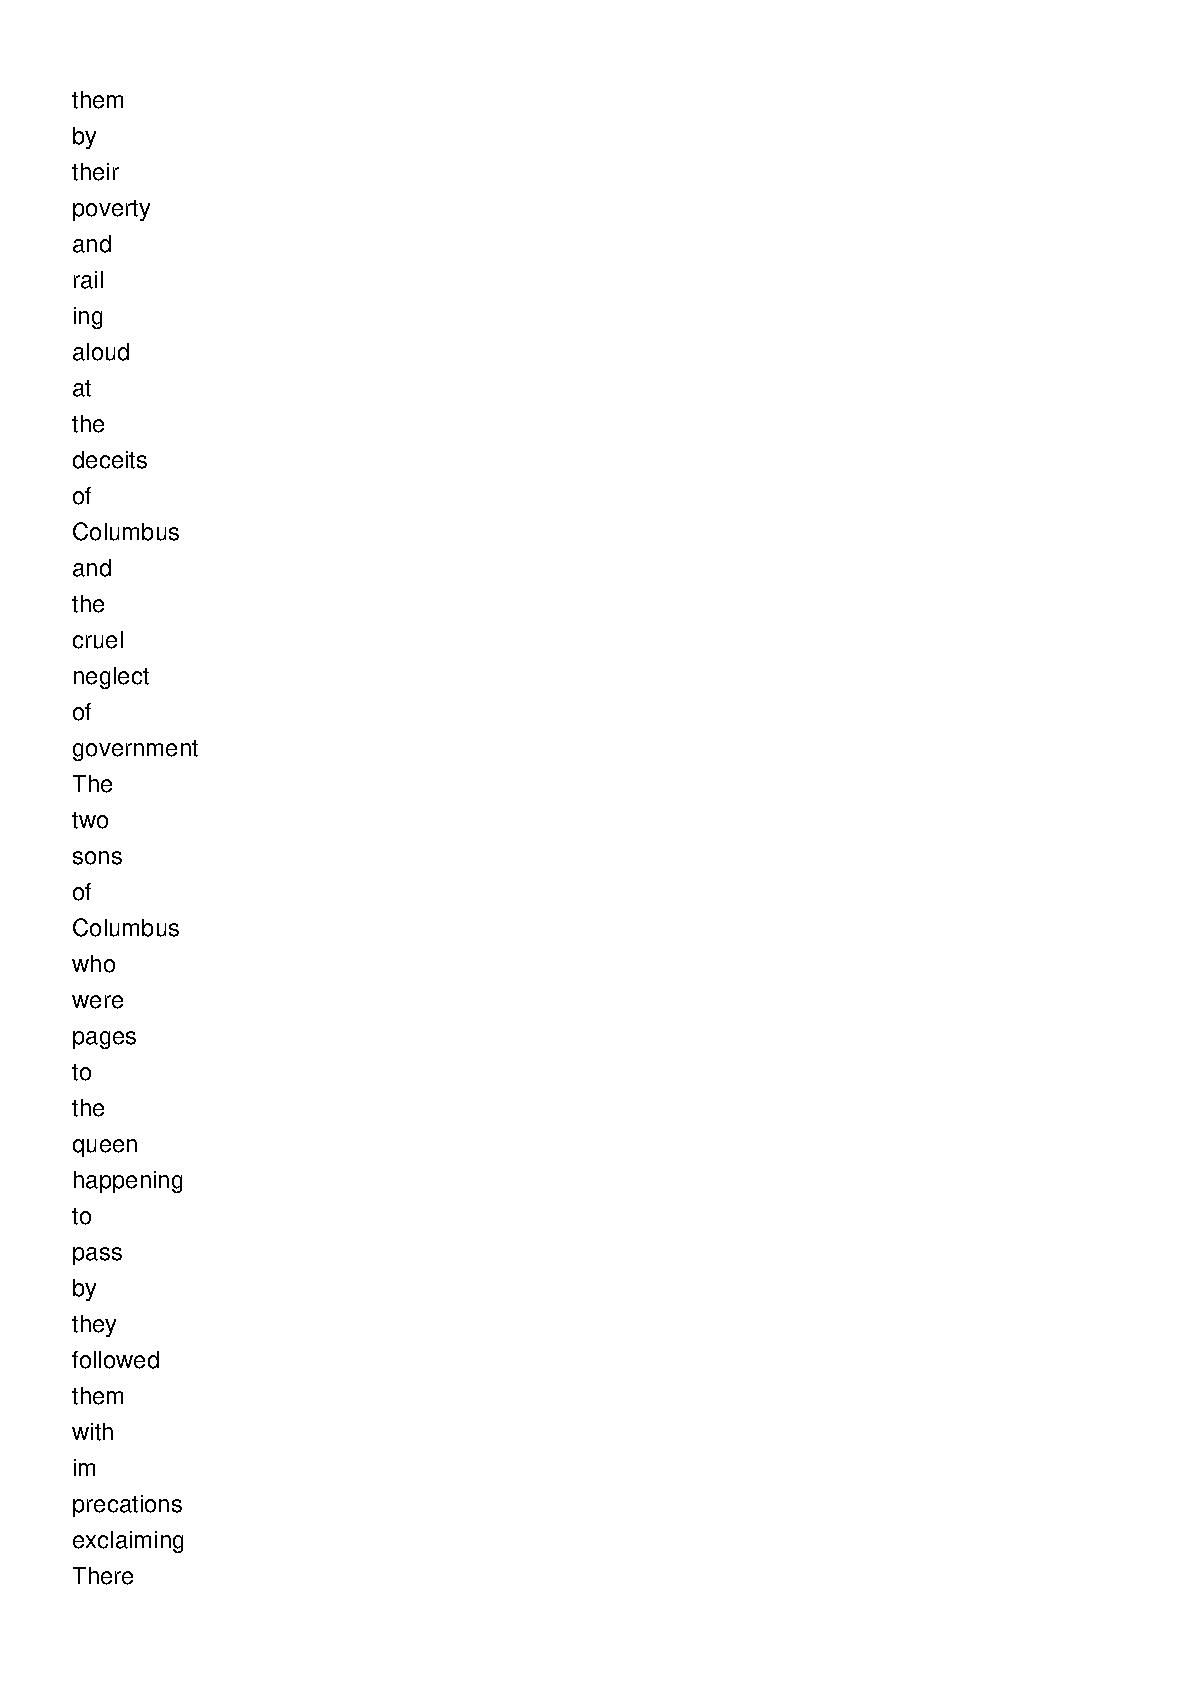 them
by
their
poverty
and
rail
ing
aloud
at
the
deceits
of
Columbus
and
the
cruel
neglect
of
government
The
two
sons
of
Columbus
who
were
pages
to
the
queen
happening
to
pass
by
they
followed
them
with
im
precations
exclaiming
There